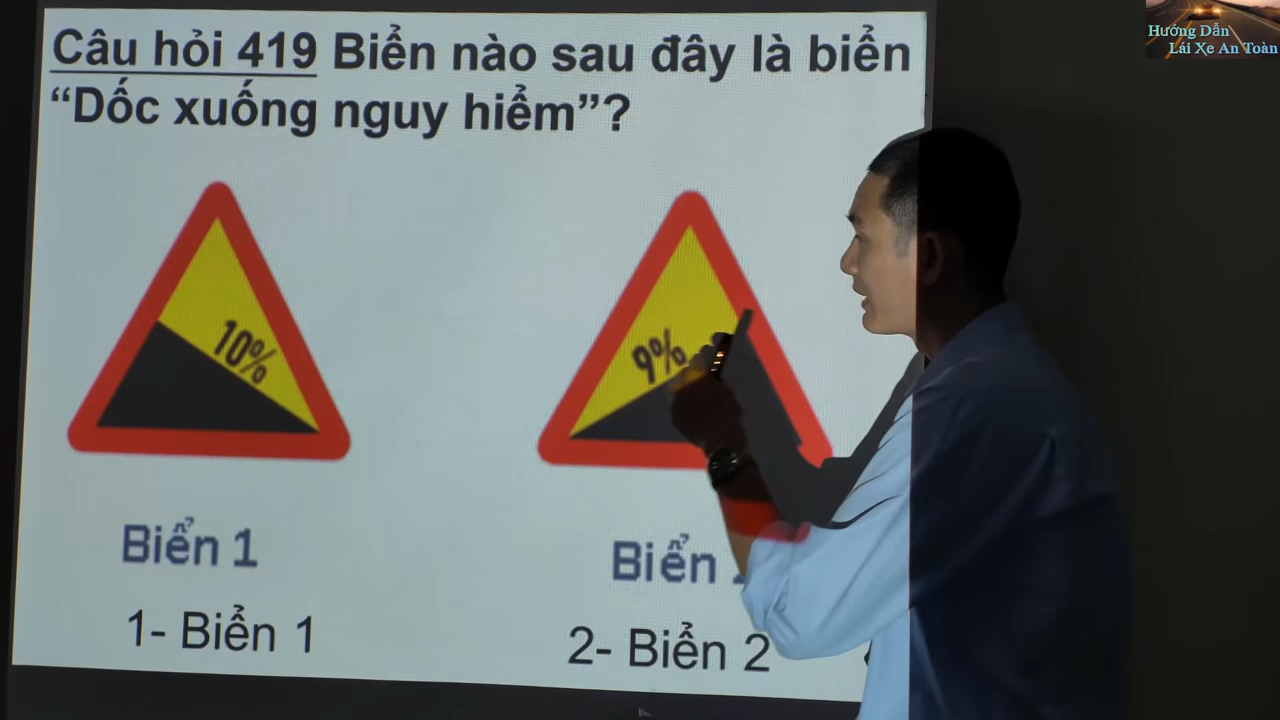 Câu hỏi 419 Biển nào sau đây là biển
“Dốc xuống nguy hiểm”?
10%
9%
Biển 1
Biển
1- Biển 1
2- Biển 2
Hướng Dẫn
Lái Xe An Toàn